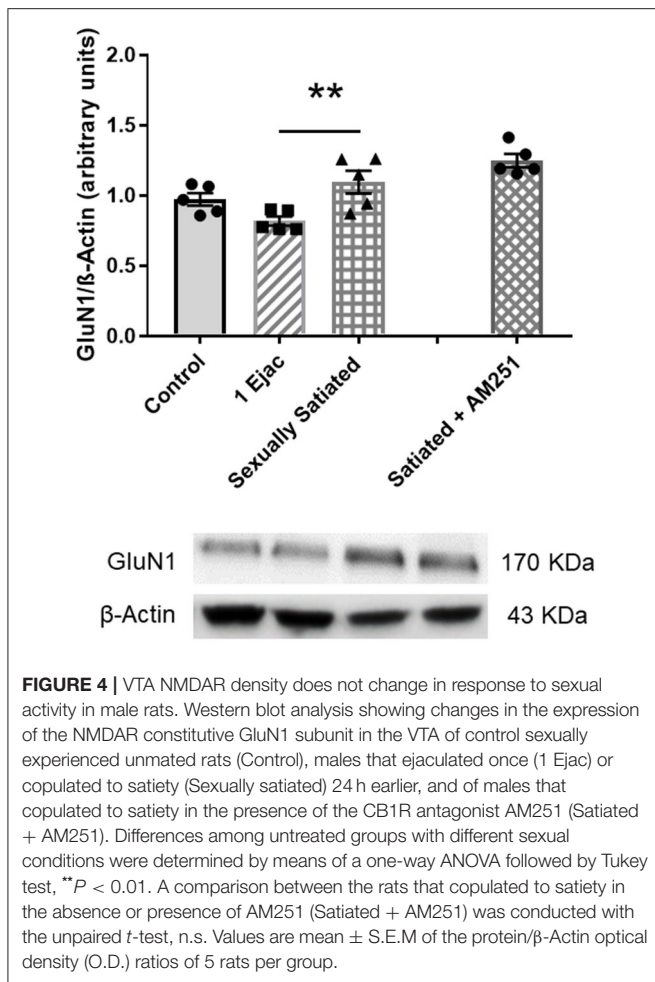 2.0
1.5
1.0
0.5
0.0
GluN1/ß-Actin (arbitrary units)
**
Control
1 Ejac
Sexually Satiated
Satiated + AM251
GluN1
170 KDa
β-Actin
43 KDa
FIGURE 4 | VTA NMDAR density does not change in response to sexual
activity in male rats. Western blot analysis showing changes in the expression
of the NMDAR constitutive GluN1 subunit in the VTA of control sexually
experienced unmated rats (Control), males that ejaculated once (1 Ejac) or
copulated to satiety (Sexually satiated) 24 h earlier, and of males that
copulated to satiety in the presence of the CB1R antagonist AM251 (Satiated
+ AM251). Differences among untreated groups with different sexual
conditions were determined by means of a one-way ANOVA followed by Tukey
test, **P < 0.01. A comparison between the rats that copulated to satiety in
the absence or presence of AM251 (Satiated + AM251) was conducted with
the unpaired t-test, n.s. Values are mean ± S.E.M of the protein/β-Actin optical
density (O.D.) ratios of 5 rats per group.